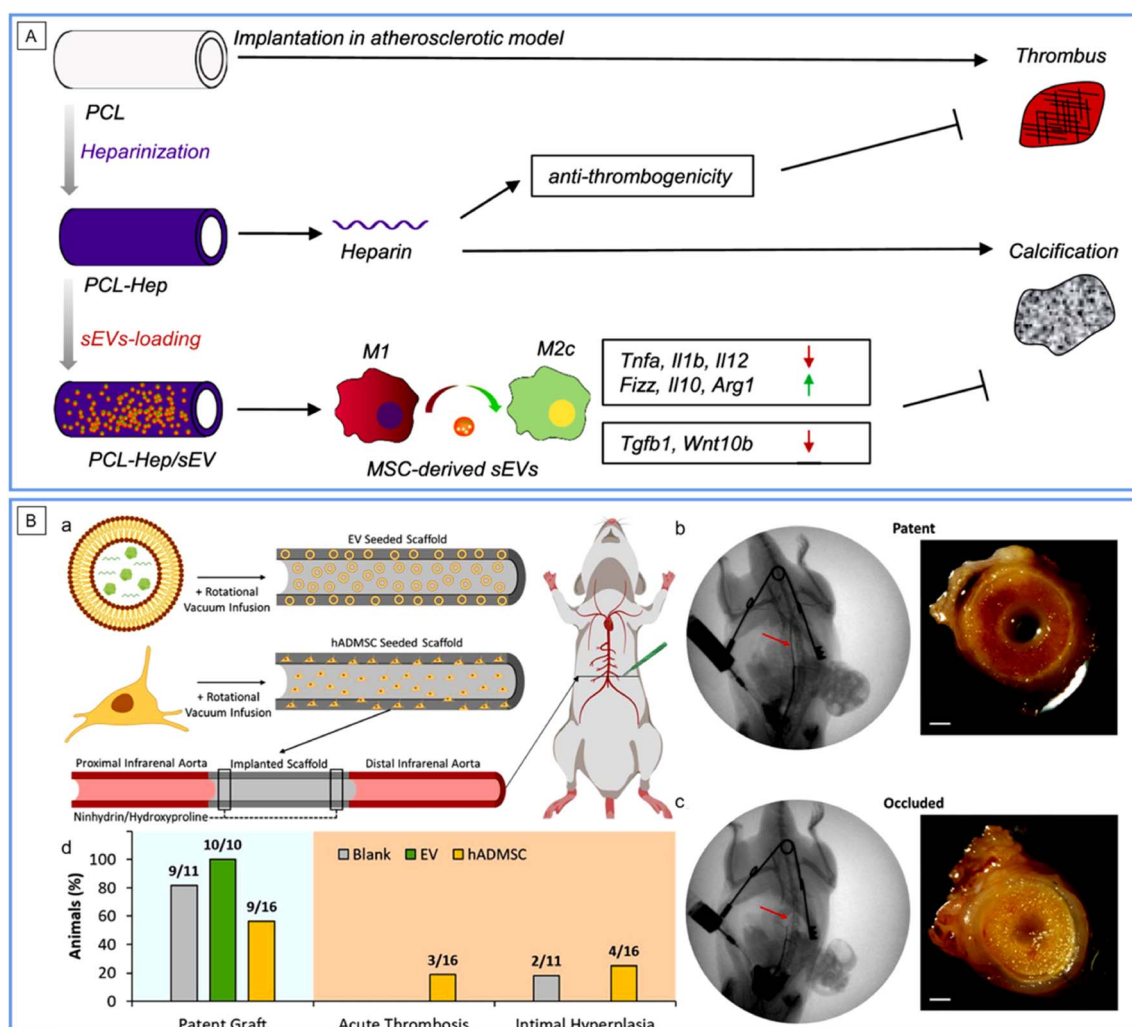 A
Implantation in atherosclerotic model
Thrombus
PCL
Heparinization
anti-thrombogenicity
Heparin
PCL-Hep
Calcification
sEVs-loading
M1
M2c
Tnfa, Il1b, Il12
Fizz, Il10, Arg1
Tgfb1, Wnt10b
PCL-Hep/sEV
MSC-derived sEVs
B
a
EV Seeded Scaffold
+ Rotational
Vacuum Infusion
hADMSC Seeded Scaffold
+ Rotational
Vacuum Infusion
Proximal Infrarenal Aorta
Implanted Scaffold
Distal Infrarenal Aorta
Ninhydrin/Hydroxyproline
b
Patent
c
Occluded
d
Blank
EV
hADMSC
Animals (%)
100
80
60
40
20
0
9/11
10/10
9/16
3/16
2/11
4/16
Patent Graft
Acute Thrombosis
Intimal Hyperplasia